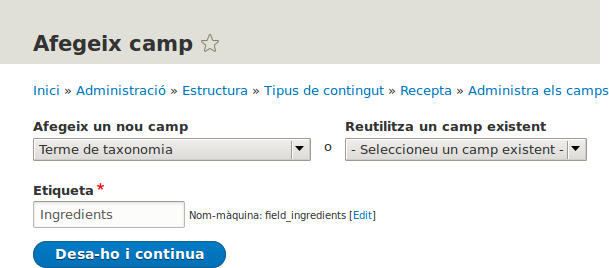 Afegeix camp
Inici » Administració » Estructura » Tipus de contingut » Recepta » Administra els camps
Afegeix un nou camp
Reutilitza un camp existent
Terme de taxonomia
o
- Seleccioneu un camp existent -
Etiqueta*
Ingredients
Nom-màquina: field_ingredients [Edit]
Desa-ho i continua